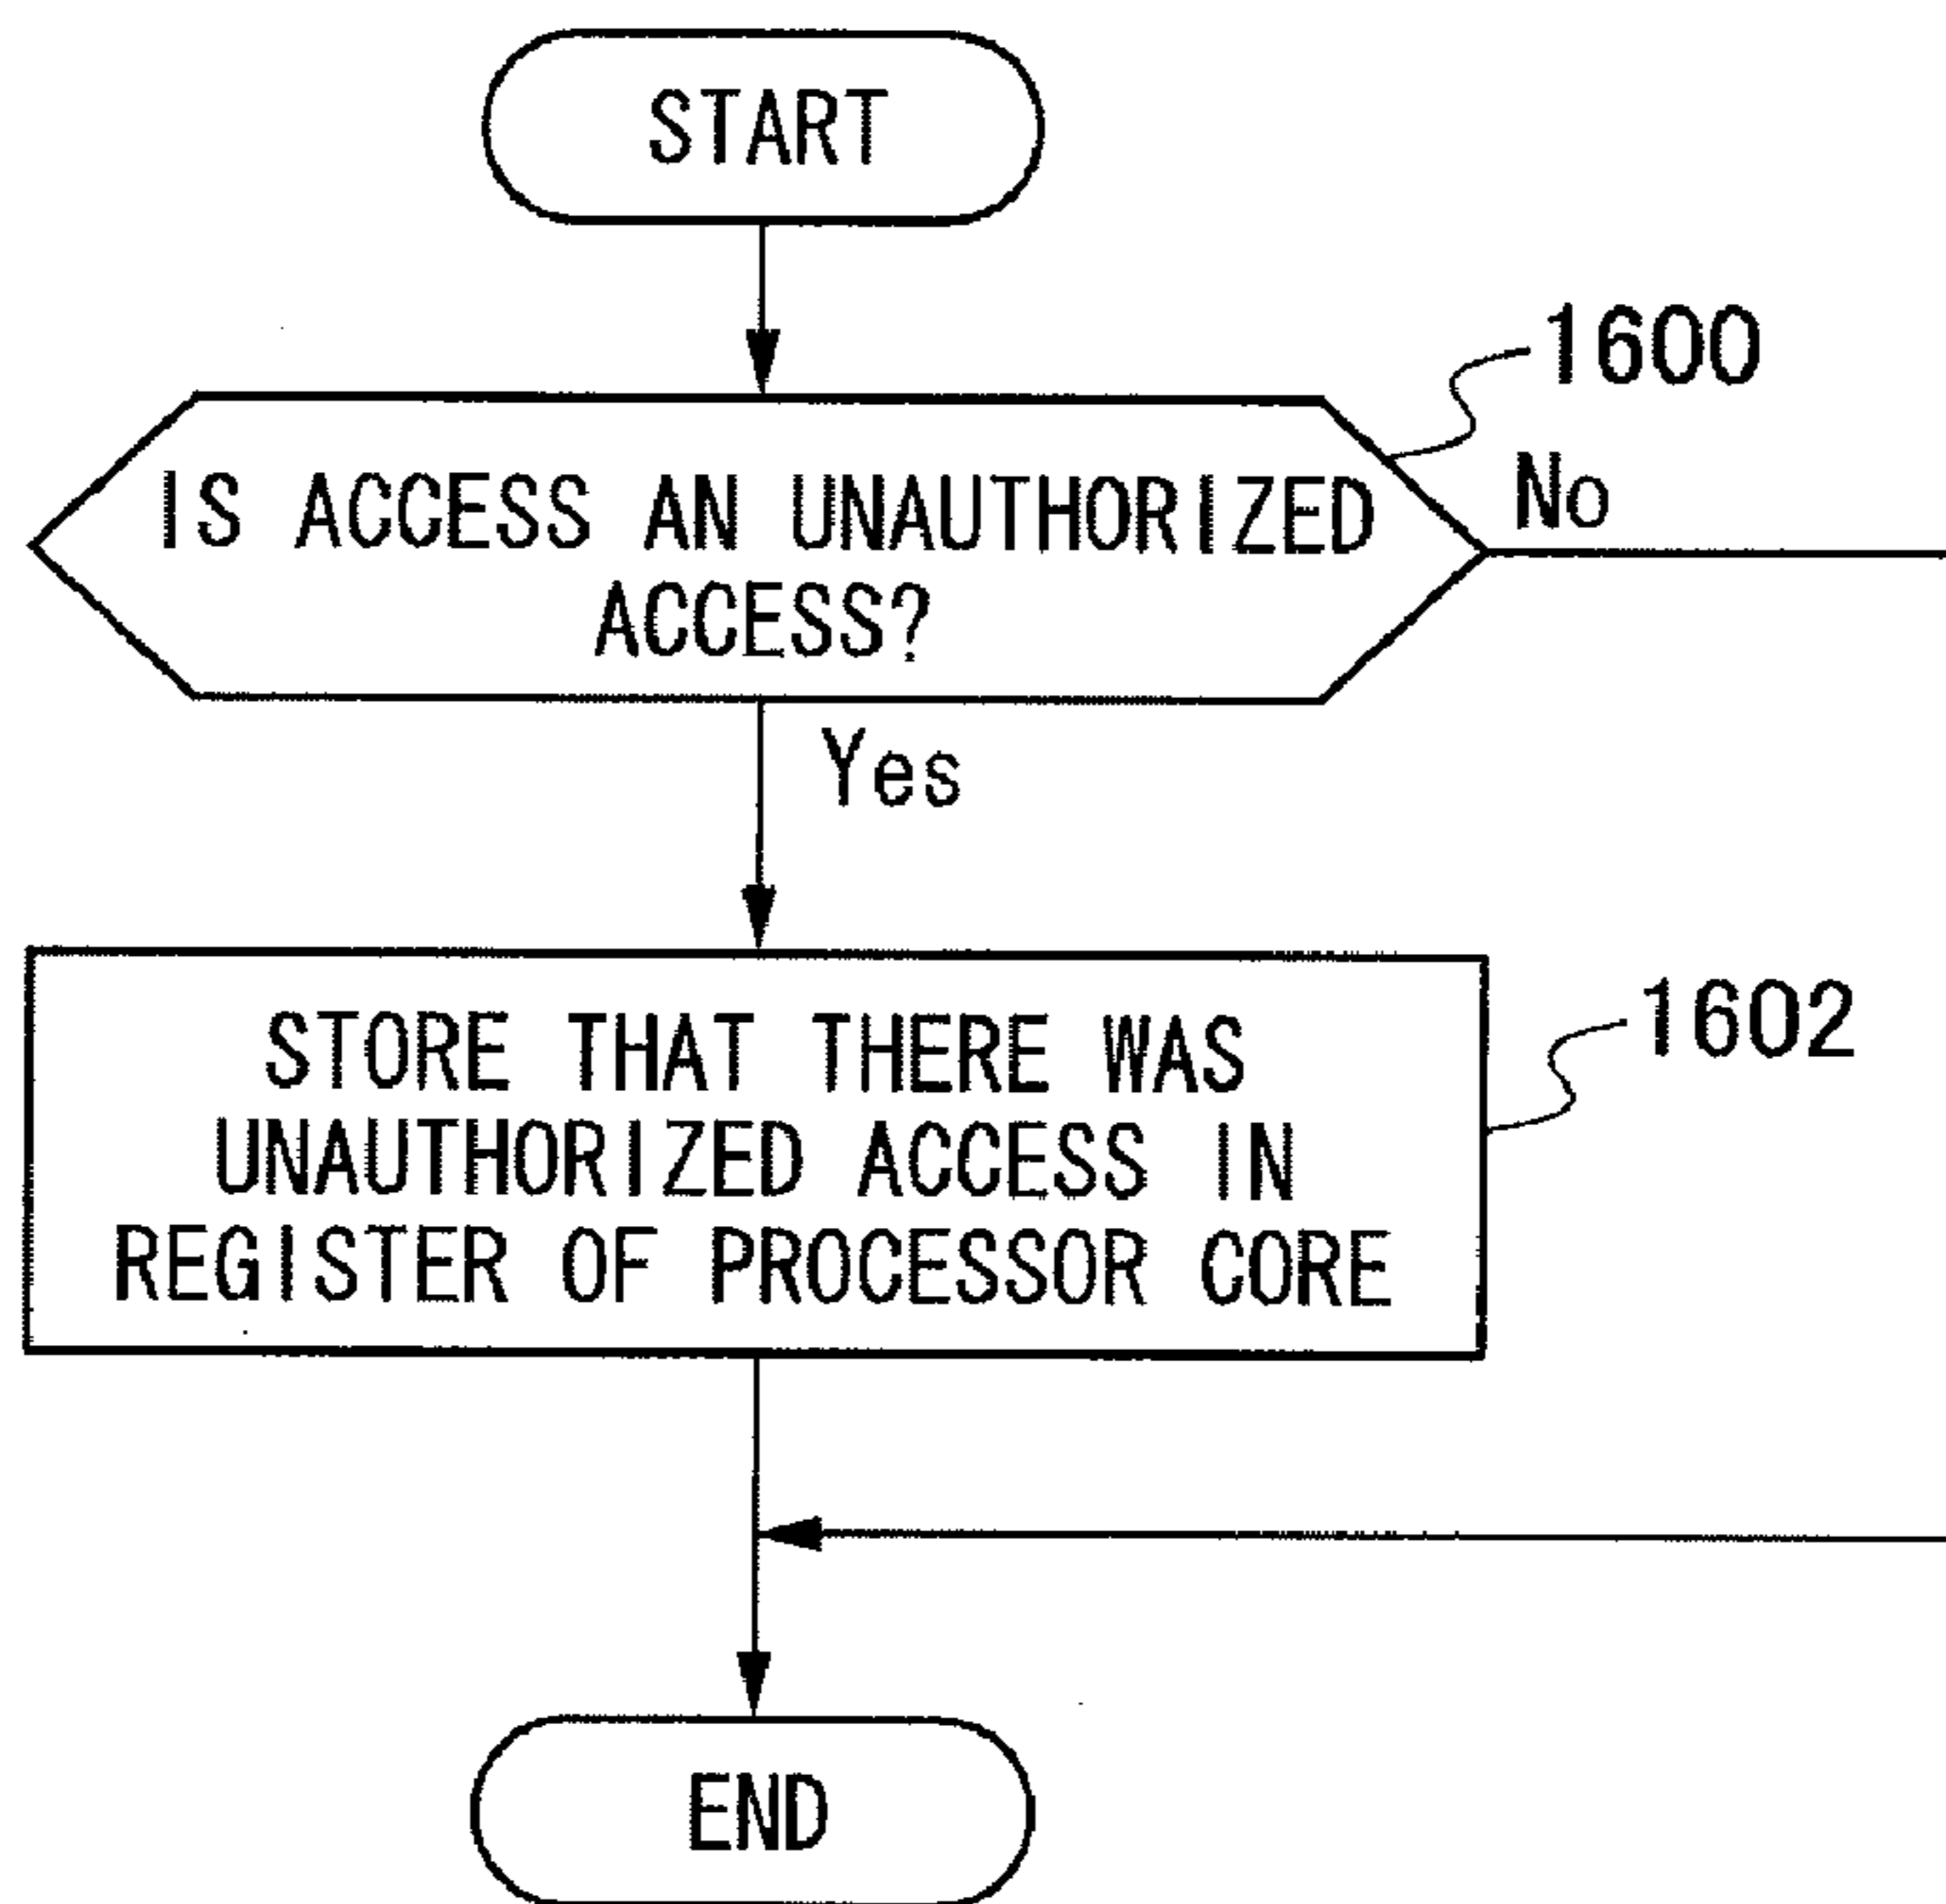 START
1600
IS ACCESS AN UNAUTHORIZED
ACCESS?
No
Yes
1602
STORE THAT THERE WAS
UNAUTHORIZED ACCESS IN
REGISTER OF PROCESSOR CORE
END